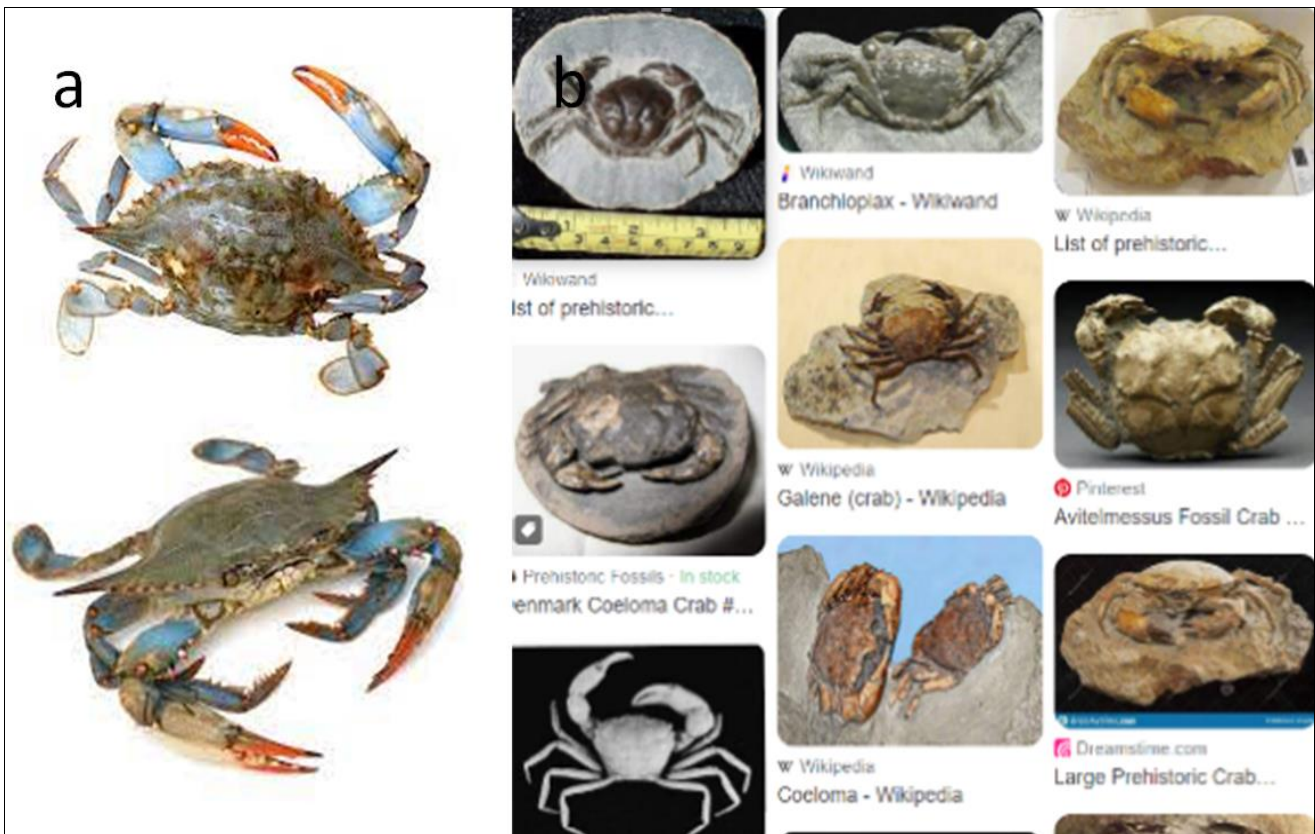 a
b
Wikiwand
ist of prehistoric...
Prehistoric Fossils · In stock
enmark Coeloma Crab #...
Wikiwand
Branchioplax - Wikiwand
W Wikipedia
Galene (crab) - Wikipedia
W Wikipedia
Coeloma - Wikipedia
W Wikipedia
List of prehistoric...
Pinterest
Avitelmessus Fossil Crab ...
Dreamstime.com
Large Prehistoric Crab...